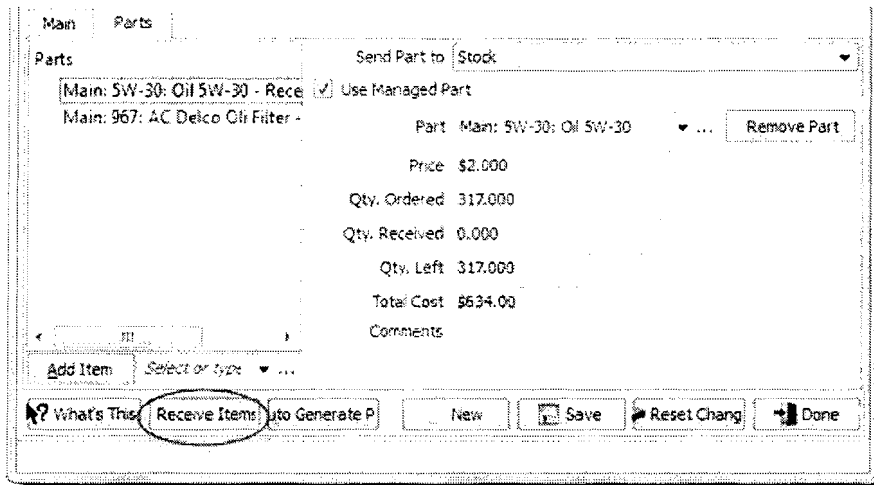 Main Parts
Parts
Main: 5W-30: Oil 5W-30 - Rece
Main: 967: AC Delco Oli Filter -
Send Part to Stock
Use Managed Part
Part Main: 5W-30: Oil 5W-30 ... Remove Part
Price $2.000
Qty. Ordered 317.000
Qty. Received 0.000
Qty. Left 317.000
Total Cost $634.00
Comments
Add Item Select or type ...
What's This Receive Items uto Generate P New Save Reset Chang Done